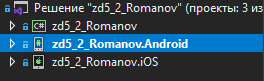 Решение "zd5_2_Romanov" (проекты: 3 из
C# zd5_2_Romanov
zd5_2_Romanov.Android
zd5_2_Romanov.iOS